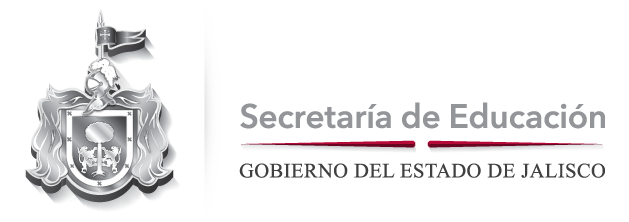 Secretaría de Educación
GOBIERNO DEL ESTADO DE JALISCO